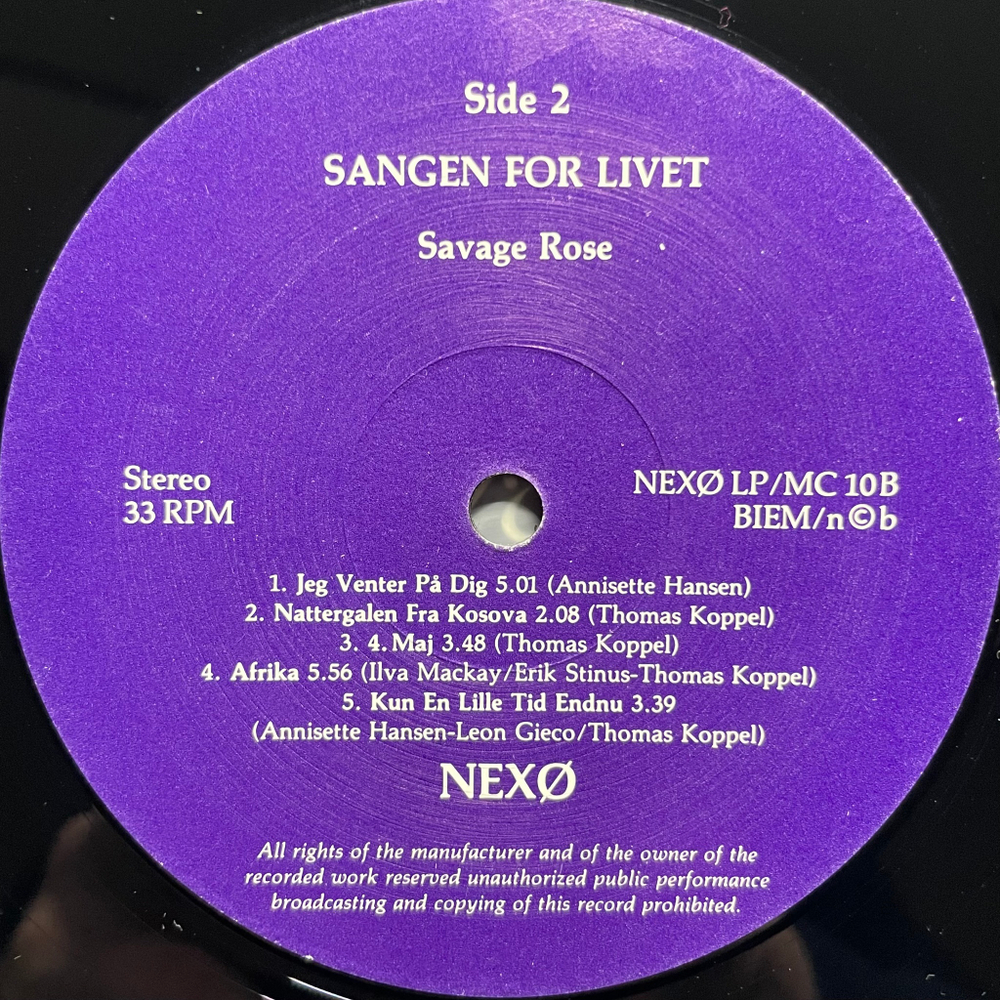 Side 2
SANGEN FOR LIVET
Savage Rose
Stereo
33 RPM
NEXØ LP/MC 10B
BIEM/n©b
1. Jeg Venter På Dig 5.01 (Annisette Hansen)
2. Nattergalen Fra Kosova 2.08 (Thomas Koppel)
3. 4. Maj 3.48 (Thomas Koppel)
4. Afrika 5.56 (Ilva Mackay/Erik Stinus-Thomas Koppel)
5. Kun En Lille Tid Endnu 3.39
(Annisette Hansen-Leon Gieco/Thomas Koppel)
NEXØ
All rights of the manufacturer and of the owner of the
recorded work reserved unauthorized public performance
broadcasting and copying of this record prohibited.